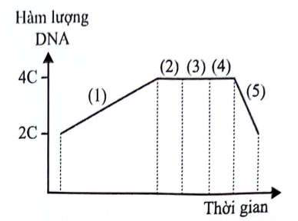 Hàm lượng
DNA
(2) (3) (4)
4C
(1)
(5)
2C
Thời gian